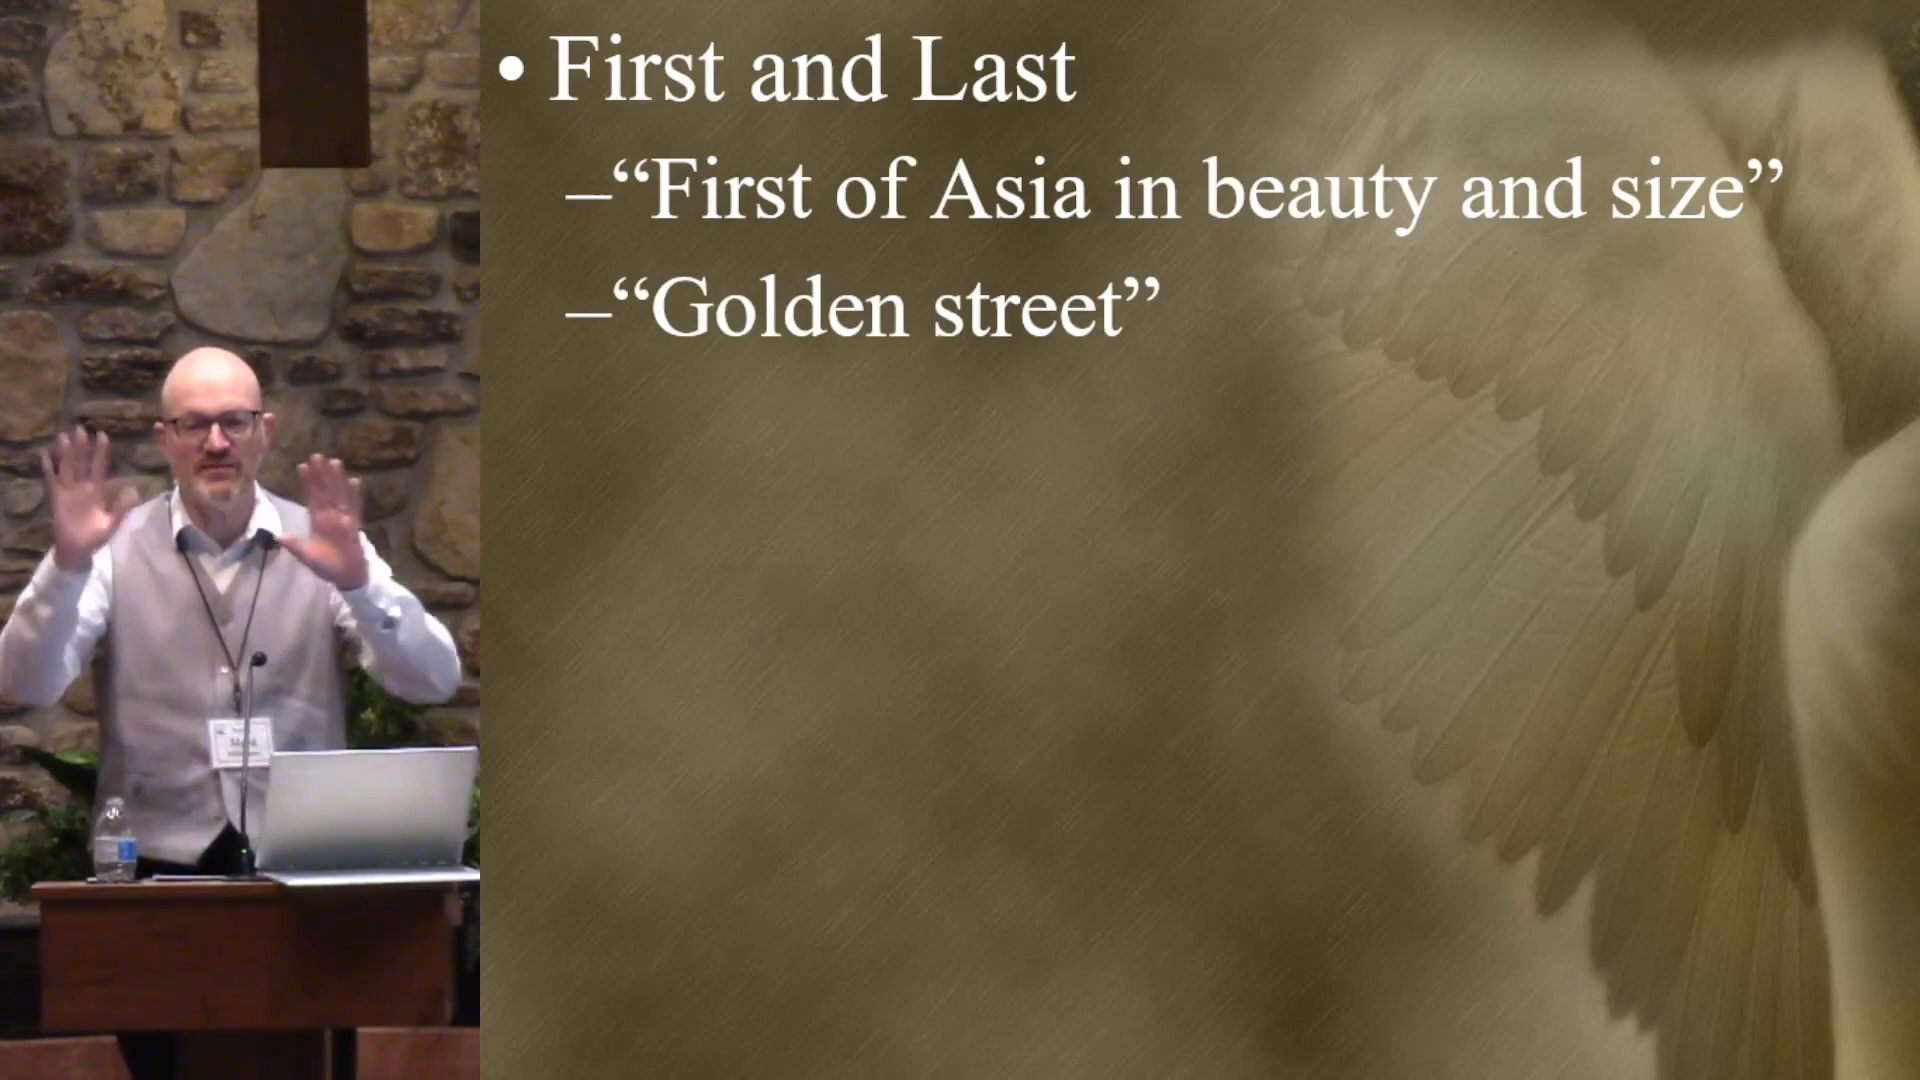 • First and Last
–“First of Asia in beauty and size”
–“Golden street”